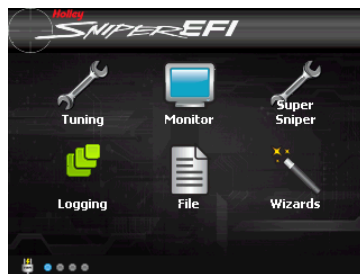 Holley
SNIPER EFI
Tuning
Monitor
Super
Sniper
Logging
File
Wizards